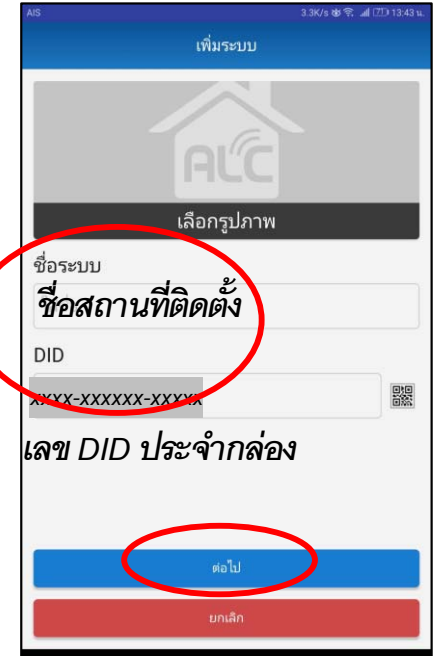 AIS 3.3K/s 71 13:43 น.
เพิ่มระบบ
ALC
เลือกรูปภาพ
ชื่อระบบ
ชื่อสถานที่ติดตั้ง
DID
xxxx-xxxxxx-xxxxx
เลข DID ประจำกล่อง
ต่อไป
ยกเลิก